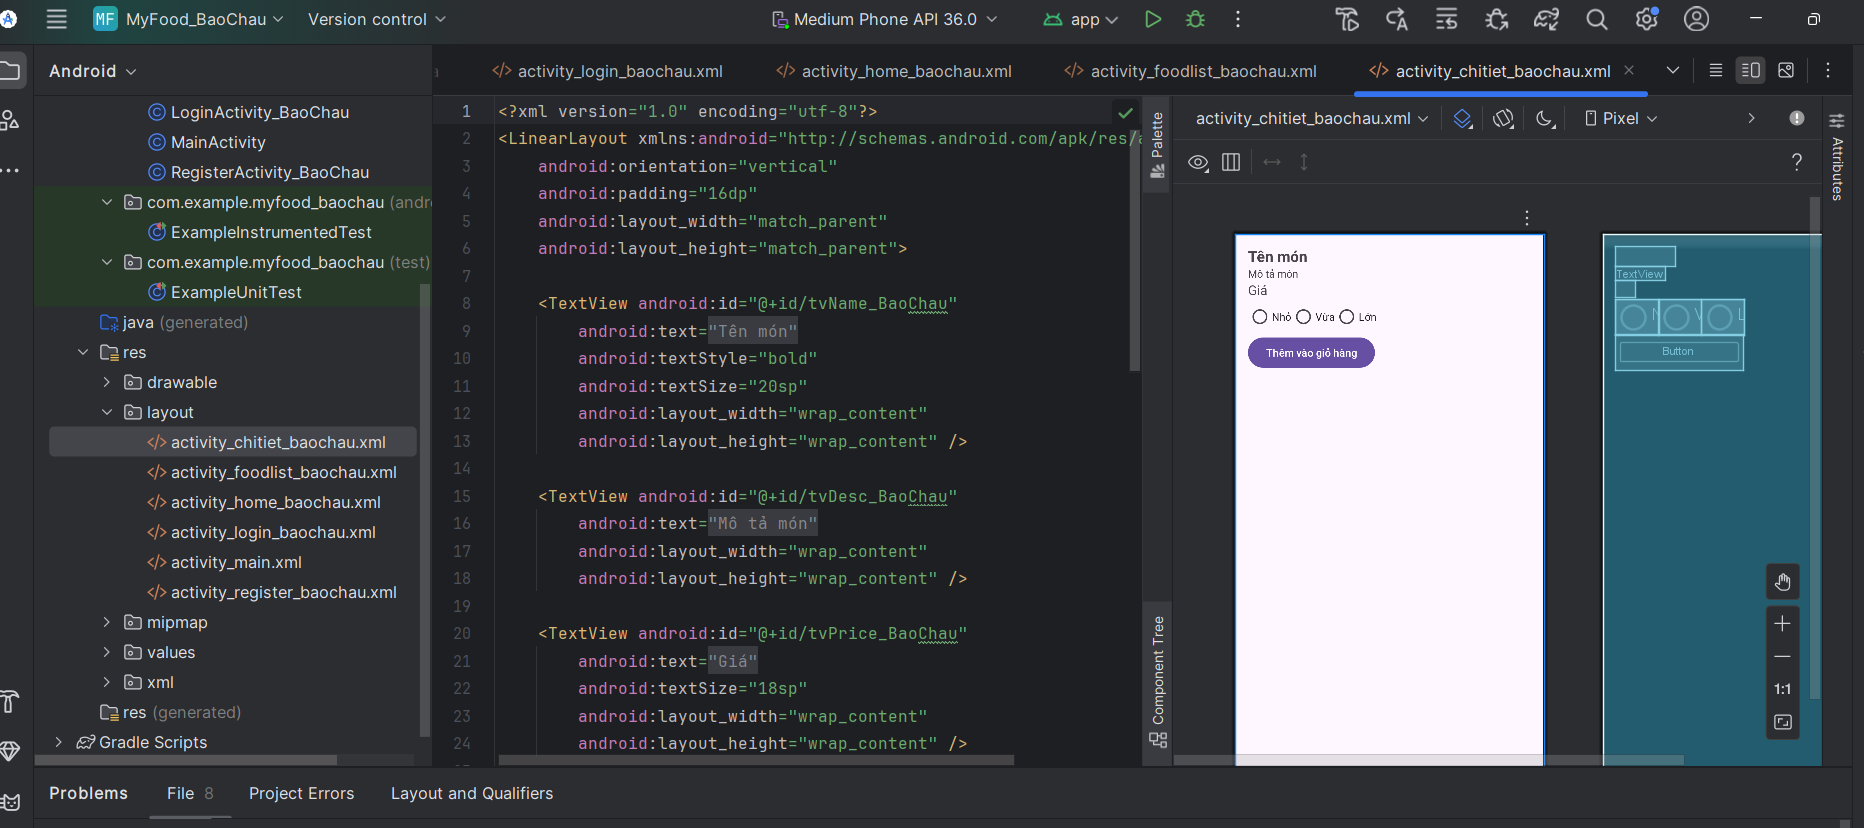 MF MyFood_BaoChau Version control Medium Phone API 36.0 app
Android
activity_login_baochau.xml activity_home_baochau.xml activity_foodlist_baochau.xml activity_chitiet_baochau.xml
LoginActivity_BaoChau
MainActivity
RegisterActivity_BaoChau
com.example.myfood_baochau (andr
ExampleInstrumentedTest
com.example.myfood_baochau (test)
ExampleUnitTest
java (generated)
res
drawable
layout
activity_chitiet_baochau.xml
activity_foodlist_baochau.xml
activity_home_baochau.xml
activity_login_baochau.xml
activity_main.xml
activity_register_baochau.xml
mipmap
values
xml
res (generated)
Gradle Scripts
1 <?xml version="1.0" encoding="utf-8"?>
2 <LinearLayout xmlns:android="http://schemas.android.com/apk/res/a
3 android:orientation="vertical"
4 android:padding="16dp"
5 android:layout_width="match_parent"
6 android:layout_height="match_parent">
7
8 <TextView android:id="@+id/tvName_BaoChau"
9 android:text="Tên món"
10 android:textStyle="bold"
11 android:textSize="20sp"
12 android:layout_width="wrap_content"
13 android:layout_height="wrap_content" />
14
15 <TextView android:id="@+id/tvDesc_BaoChau"
16 android:text="Mô tả món"
17 android:layout_width="wrap_content"
18 android:layout_height="wrap_content" />
19
20 <TextView android:id="@+id/tvPrice_BaoChau"
21 android:text="Giá"
22 android:textSize="18sp"
23 android:layout_width="wrap_content"
24 android:layout_height="wrap_content" />
Palette
Component Tree
activity_chitiet_baochau.xml Pixel
?
Attributes
Tên món
Mô tả món
Giá
Nhỏ Vừa Lớn
Thêm vào giỏ hàng
TextView
Button
1:1
Problems File 8 Project Errors Layout and Qualifiers